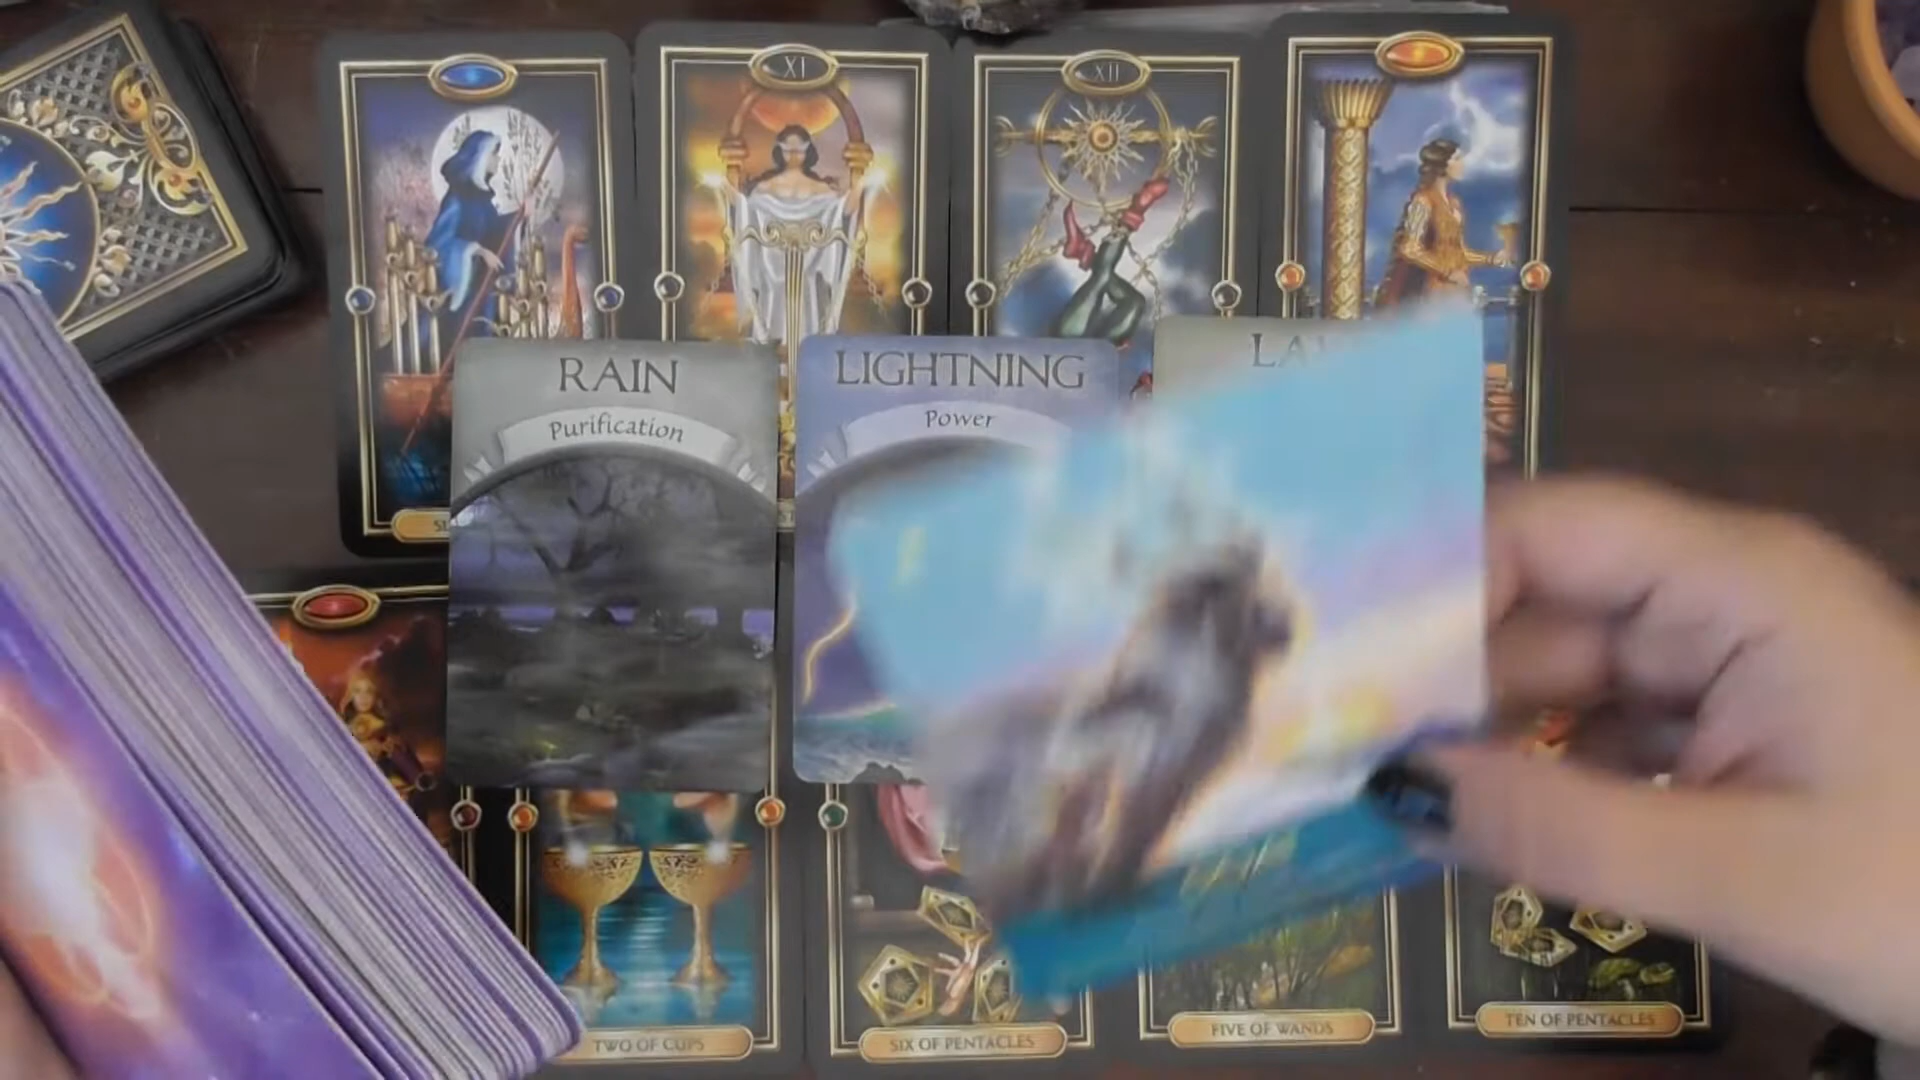 XI
XII
RAIN
Purification
LIGHTNING
Power
TWO OF CUPS
SIX OF PENTACLES
FIVE OF WANDS
TEN OF PENTACLES